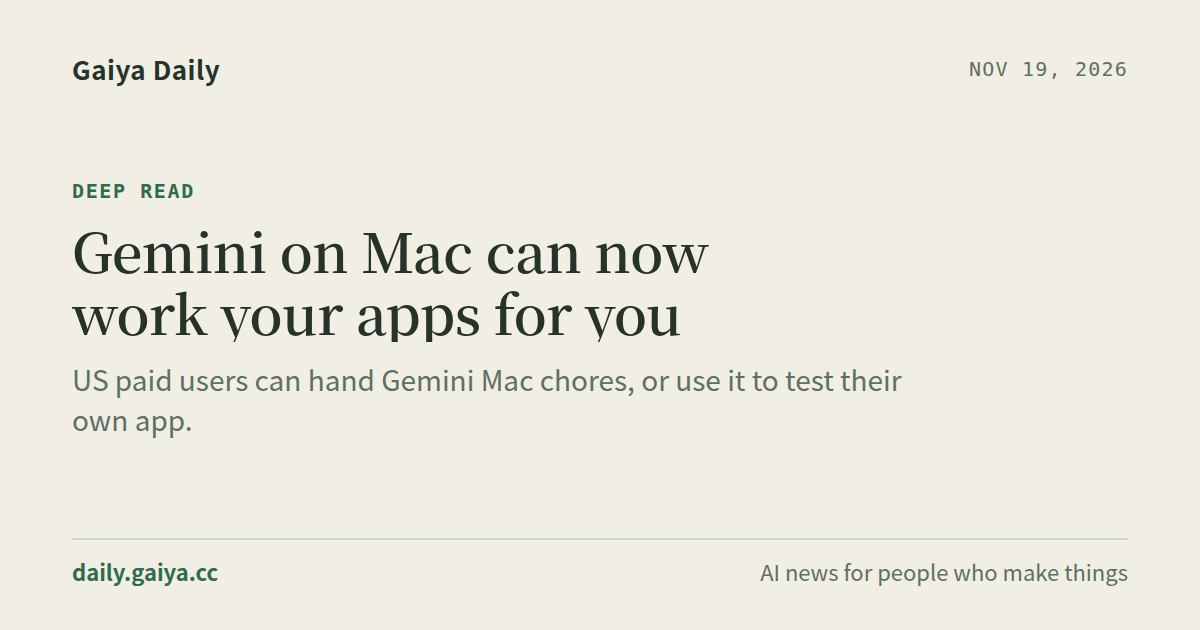 Gaiya Daily
NOV 19, 2026
DEEP READ
Gemini on Mac can now
work your apps for you
US paid users can hand Gemini Mac chores, or use it to test their
own app.
daily.gaiya.cc
AI news for people who make things